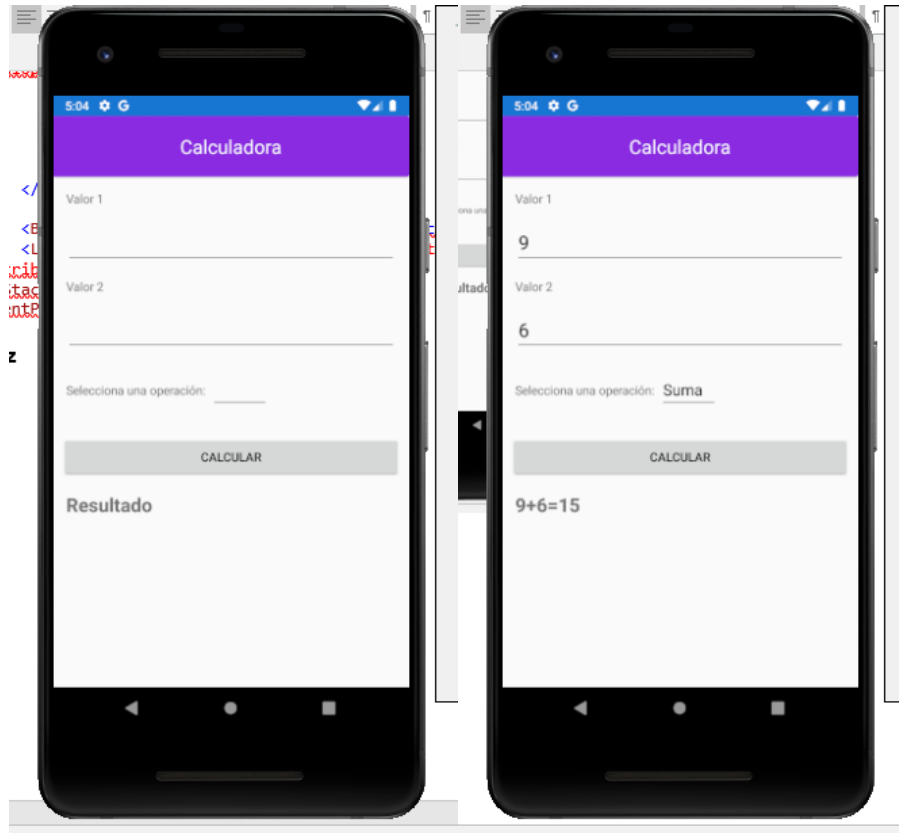 5:04 G
Calculadora
Valor 1
Valor 2
Selecciona una operación:
CALCULAR
Resultado
</
<B
<L
z
5:04 G
Calculadora
Valor 1
9
Valor 2
6
Selecciona una operación: Suma
CALCULAR
9+6=15